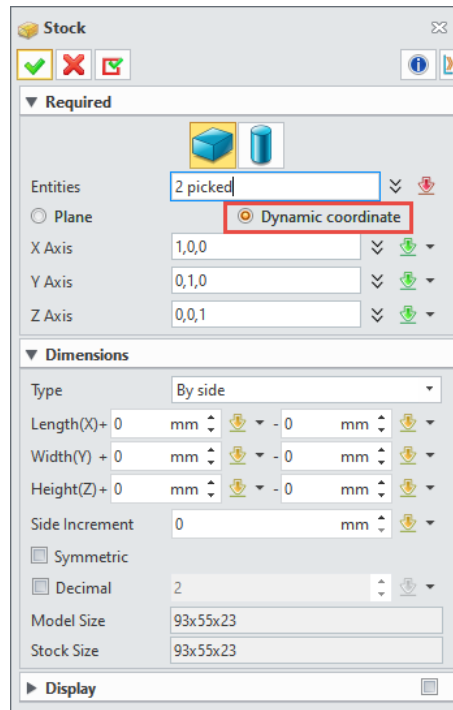 Stock
Required
Entities 2 picked
Plane Dynamic coordinate
X Axis 1,0,0
Y Axis 0,1,0
Z Axis 0,0,1
Dimensions
Type By side
Length(X)+ 0 mm - 0 mm
Width(Y) + 0 mm - 0 mm
Height(Z)+ 0 mm - 0 mm
Side Increment 0 mm
Symmetric
Decimal 2
Model Size 93x55x23
Stock Size 93x55x23
Display